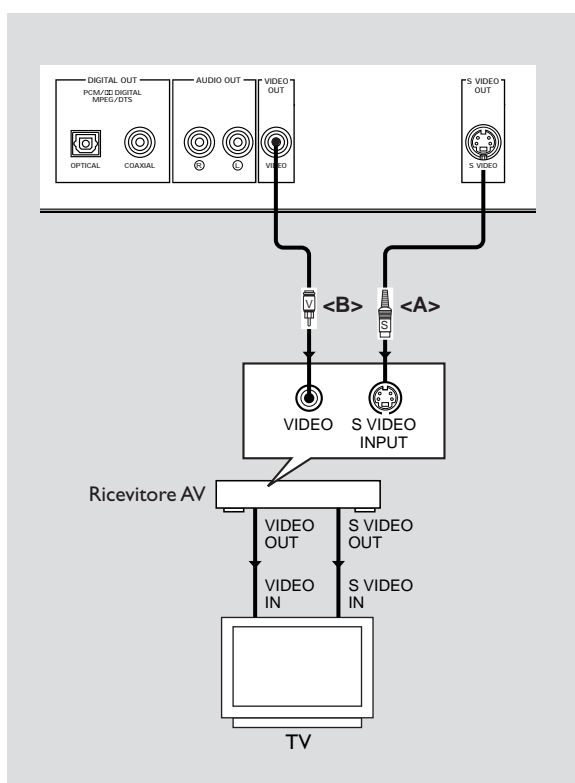 DIGITAL OUT
PCM/DD DIGITAL
MPEG/DTS
OPTICAL
COAXIAL
AUDIO OUT
R
L
VIDEO
OUT
VIDEO
S VIDEO
OUT
S VIDEO
V
<B>
S
<A>
VIDEO
S VIDEO
INPUT
Ricevitore AV
VIDEO
OUT
S VIDEO
OUT
VIDEO
IN
S VIDEO
IN
TV